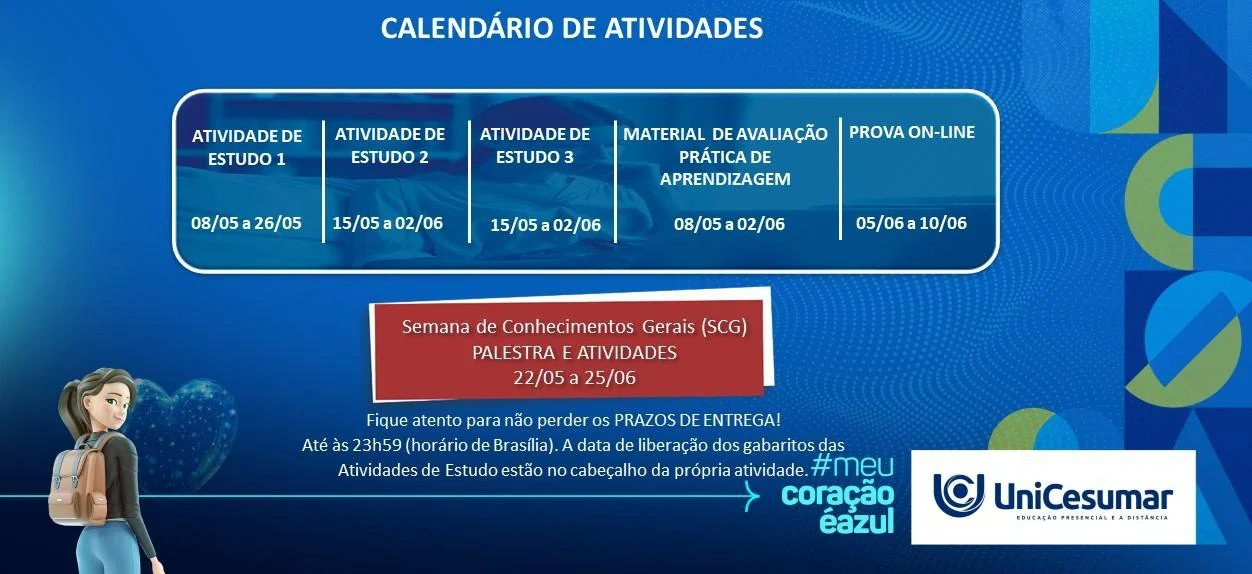 CALENDÁRIO DE ATIVIDADES
ATIVIDADE DE
ESTUDO 1
08/05 a 26/05
ATIVIDADE DE
ESTUDO 2
15/05 a 02/06
ATIVIDADE DE
ESTUDO 3
15/05 a 02/06
MATERIAL DE AVALIAÇÃO
PRÁTICA DE
APRENDIZAGEM
08/05 a 02/06
PROVA ON-LINE
05/06 a 10/06
Semana de Conhecimentos Gerais (SCG)
PALESTRA E ATIVIDADES
22/05 a 25/06
Fique atento para não perder os PRAZOS DE ENTREGA!
Até às 23h59 (horário de Brasília). A data de liberação dos gabaritos das
Atividades de Estudo estão no cabeçalho da própria atividade.
#meu
coração
éazul
UniCesumar
EDUCAÇÃO PRESENCIAL E A DISTÂNCIA